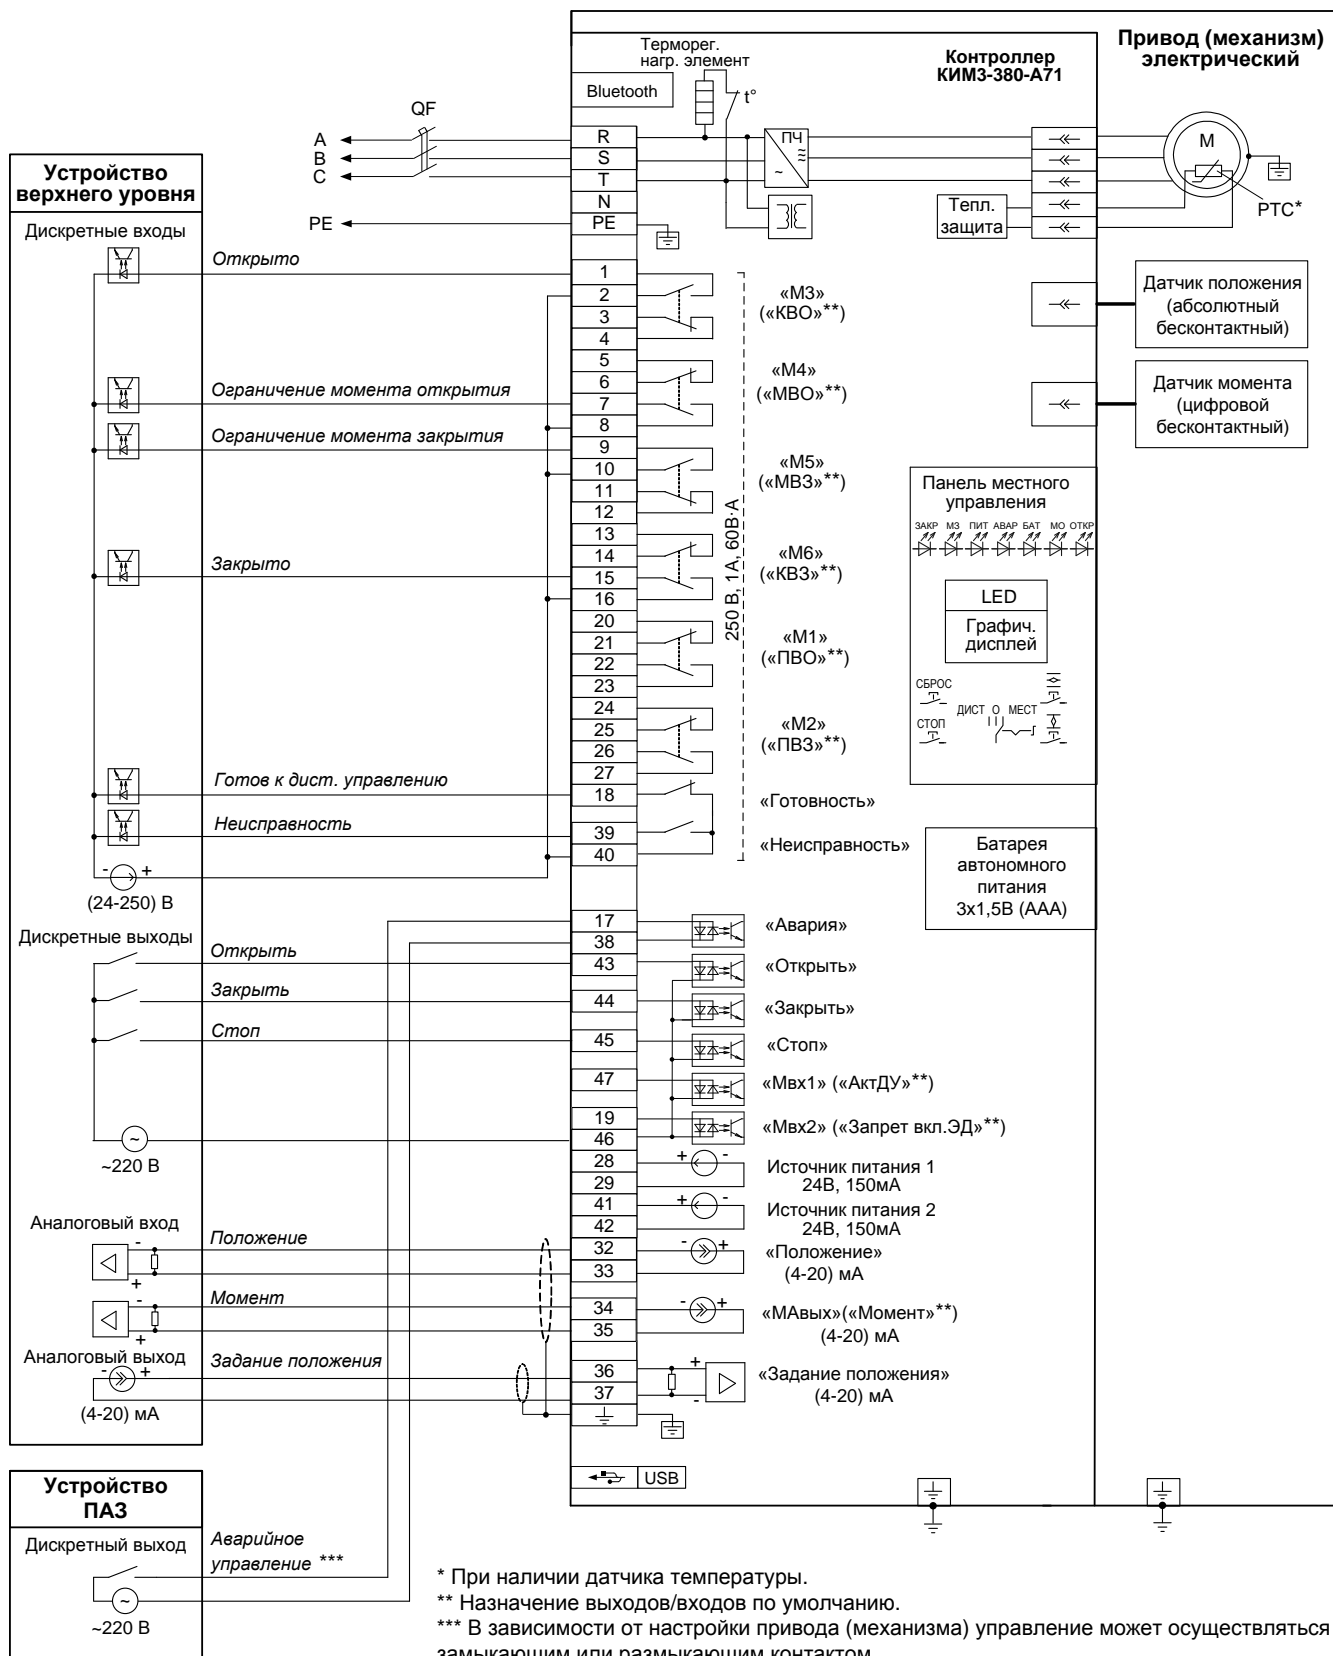 Привод (механизм)
электрический
Контроллер
КИМ3-380-А71
Терморег.
нагр. элемент
Bluetooth
t°
QF
A
B
C
PE
R
S
T
N
PE
ПЧ
≈
~
M
PTC*
Тепл.
защита
Устройство
верхнего уровня
Дискретные входы
Открыто
Ограничение момента открытия
Ограничение момента закрытия
Закрыто
Готов к дист. управлению
Неисправность
- +
(24-250) В
Дискретные выходы
Открыть
Закрыть
Стоп
~
~220 В
Аналоговый вход
Положение
-
+
Момент
-
+
Аналоговый выход
Задание положения
- +
(4-20) мА
1
2
3
4
5
6
7
8
9
10
11
12
13
14
15
16
20
21
22
23
24
25
26
27
18
39
40
17
38
43
44
45
47
19
46
28
29
41
42
32
33
34
35
36
37
«М3»
(«КВО»**)
«М4»
(«МВО»**)
«М5»
(«МВЗ»**)
«М6»
(«КВЗ»**)
«М1»
(«ПВО»**)
«М2»
(«ПВЗ»**)
«Готовность»
«Неисправность»
250 В, 1А, 60В·А
«Авария»
«Открыть»
«Закрыть»
«Стоп»
«Мвх1» («АктДУ»**)
«Мвх2» («Запрет вкл.ЭД»**)
+ -
Источник питания 1
24В, 150мА
+ -
Источник питания 2
24В, 150мА
- +
«Положение»
(4-20) мА
- +
«МАвых»(«Момент»**)
(4-20) мА
+
-
«Задание положения»
(4-20) мА
USB
Датчик положения
(абсолютный
бесконтактный)
Датчик момента
(цифровой
бесконтактный)
Панель местного
управления
ЗАКР МЗ ПИТ АВАР БАТ МО ОТКР
LED
Графич.
дисплей
СБРОС
СТОП
ДИСТ О МЕСТ
Батарея
автономного
питания
3x1,5В (ААА)
Устройство
ПАЗ
Дискретный выход
Аварийное
управление ***
~
~220 В
* При наличии датчика температуры.
** Назначение выходов/входов по умолчанию.
*** В зависимости от настройки привода (механизма) управление может осуществляться
замыкающим или размыкающим контактом